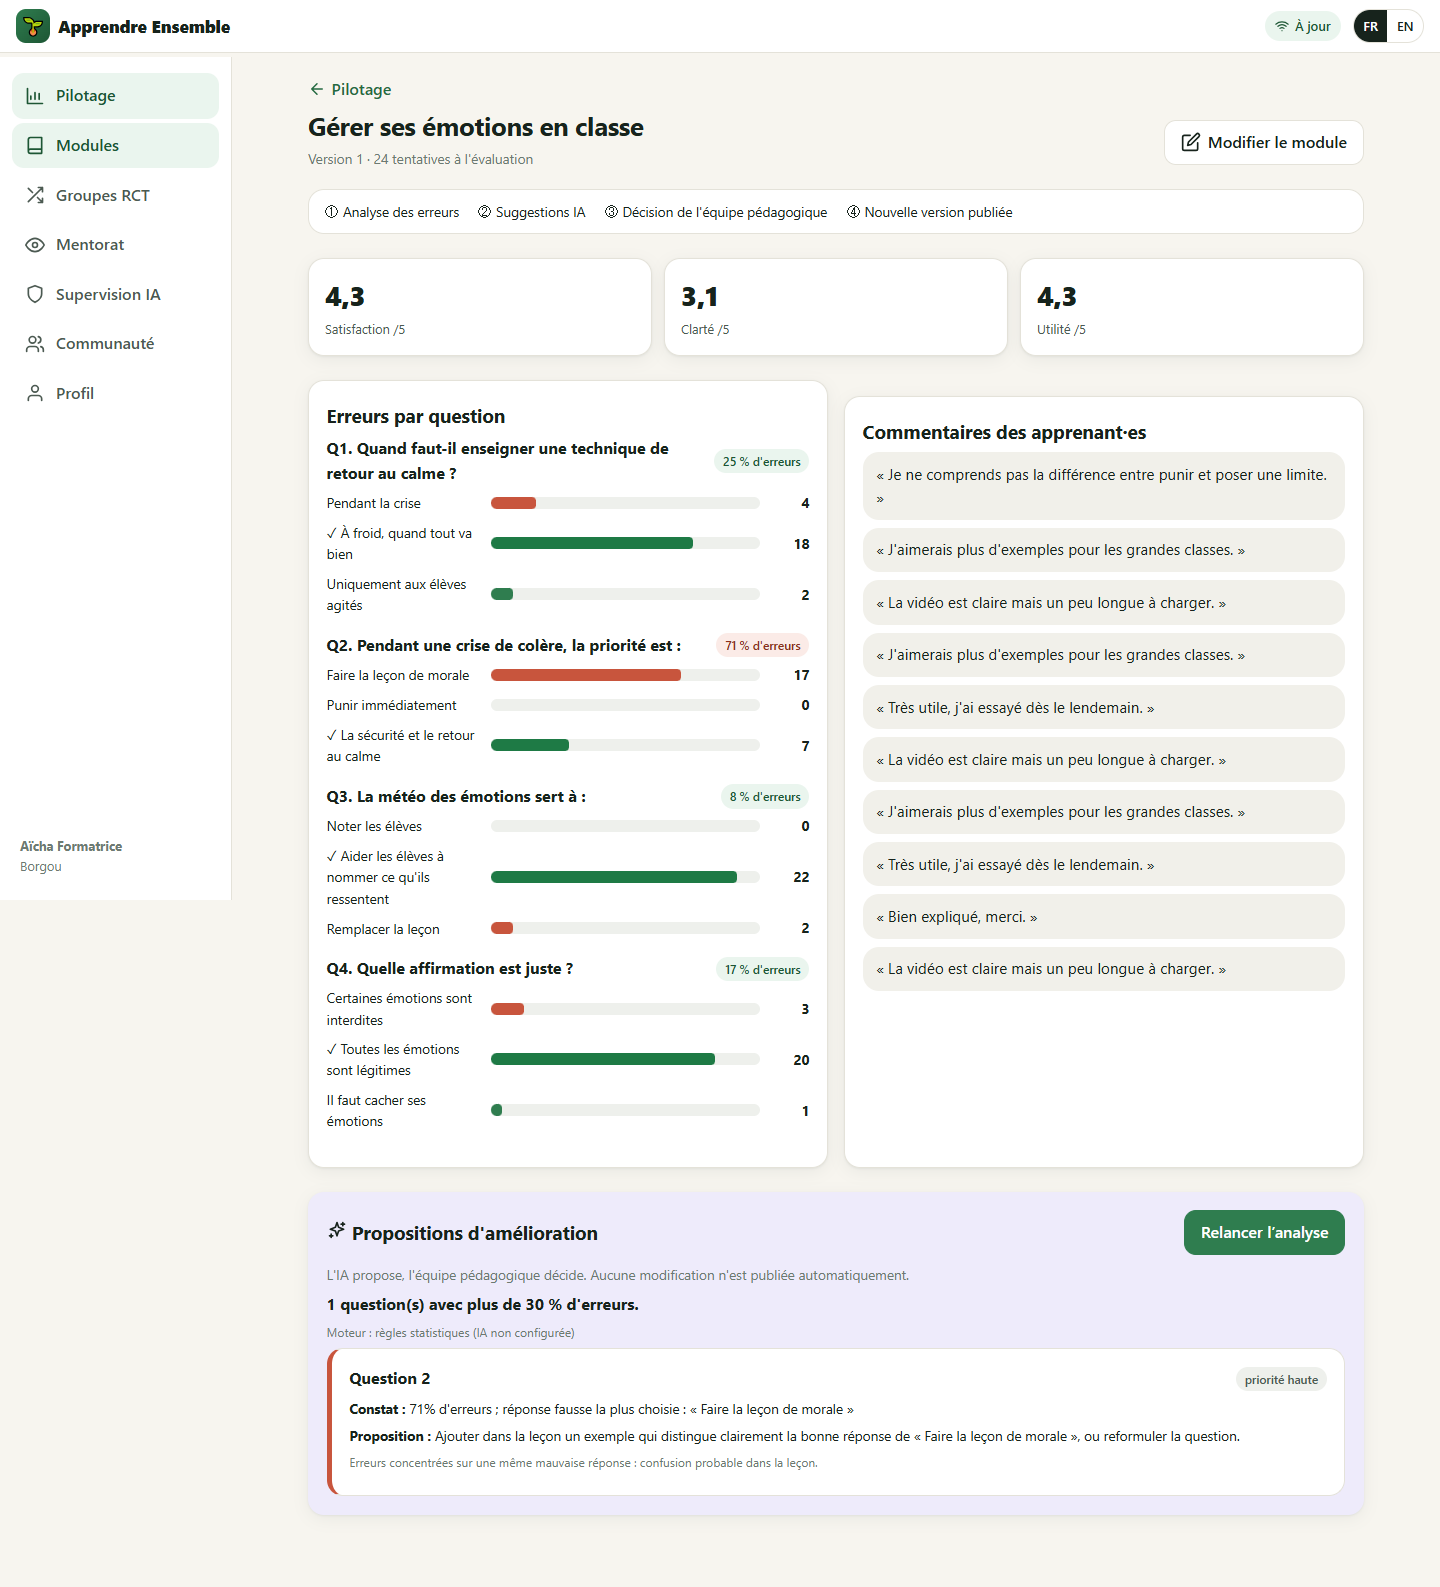 Apprendre Ensemble
À jour
FR
EN
Pilotage
Modules
Groupes RCT
Mentorat
Supervision IA
Communauté
Profil
Aïcha Formatrice
Borgou
← Pilotage
Gérer ses émotions en classe
Version 1 · 24 tentatives à l'évaluation
Modifier le module
① Analyse des erreurs ② Suggestions IA ③ Décision de l'équipe pédagogique ④ Nouvelle version publiée
4,3
Satisfaction /5
3,1
Clarté /5
4,3
Utilité /5
Erreurs par question
Q1. Quand faut-il enseigner une technique de
retour au calme ?
25 % d'erreurs
Pendant la crise
4
✓ À froid, quand tout va
bien
18
Uniquement aux élèves
agités
2
Q2. Pendant une crise de colère, la priorité est :
71 % d'erreurs
Faire la leçon de morale
17
Punir immédiatement
0
✓ La sécurité et le retour
au calme
7
Q3. La météo des émotions sert à :
8 % d'erreurs
Noter les élèves
0
✓ Aider les élèves à
nommer ce qu'ils
ressentent
22
Remplacer la leçon
2
Q4. Quelle affirmation est juste ?
17 % d'erreurs
Certaines émotions sont
interdites
3
✓ Toutes les émotions
sont légitimes
20
Il faut cacher ses
émotions
1
Commentaires des apprenant·es
« Je ne comprends pas la différence entre punir et poser une limite.
»
« J'aimerais plus d'exemples pour les grandes classes. »
« La vidéo est claire mais un peu longue à charger. »
« J'aimerais plus d'exemples pour les grandes classes. »
« Très utile, j'ai essayé dès le lendemain. »
« La vidéo est claire mais un peu longue à charger. »
« J'aimerais plus d'exemples pour les grandes classes. »
« Très utile, j'ai essayé dès le lendemain. »
« Bien expliqué, merci. »
« La vidéo est claire mais un peu longue à charger. »
Propositions d'amélioration
Relancer l'analyse
L'IA propose, l'équipe pédagogique décide. Aucune modification n'est publiée automatiquement.
1 question(s) avec plus de 30 % d'erreurs.
Moteur : règles statistiques (IA non configurée)
Question 2
priorité haute
Constat : 71% d'erreurs ; réponse fausse la plus choisie : « Faire la leçon de morale »
Proposition : Ajouter dans la leçon un exemple qui distingue clairement la bonne réponse de « Faire la leçon de morale », ou reformuler la question.
Erreurs concentrées sur une même mauvaise réponse : confusion probable dans la leçon.